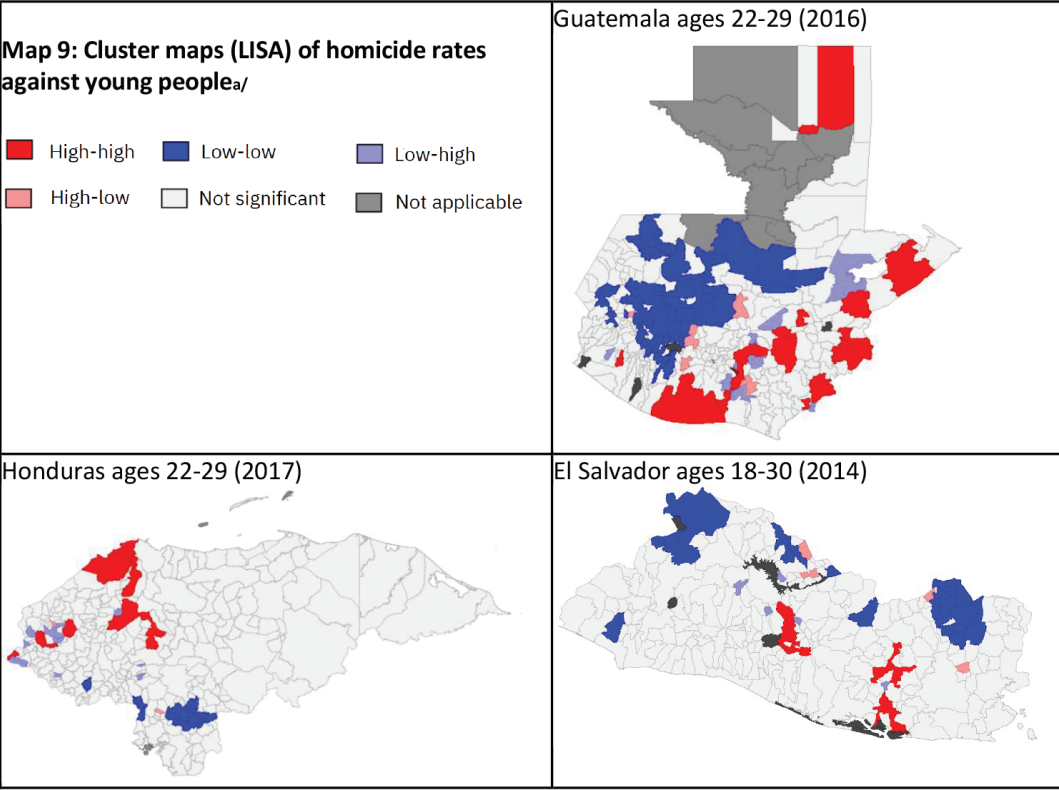 Guatemala ages 22-29 (2016)
Map 9: Cluster maps (LISA) of homicide rates
against young peoplea/
High-high
Low-low
Low-high
High-low
Not significant
Not applicable
Honduras ages 22-29 (2017)
El Salvador ages 18-30 (2014)